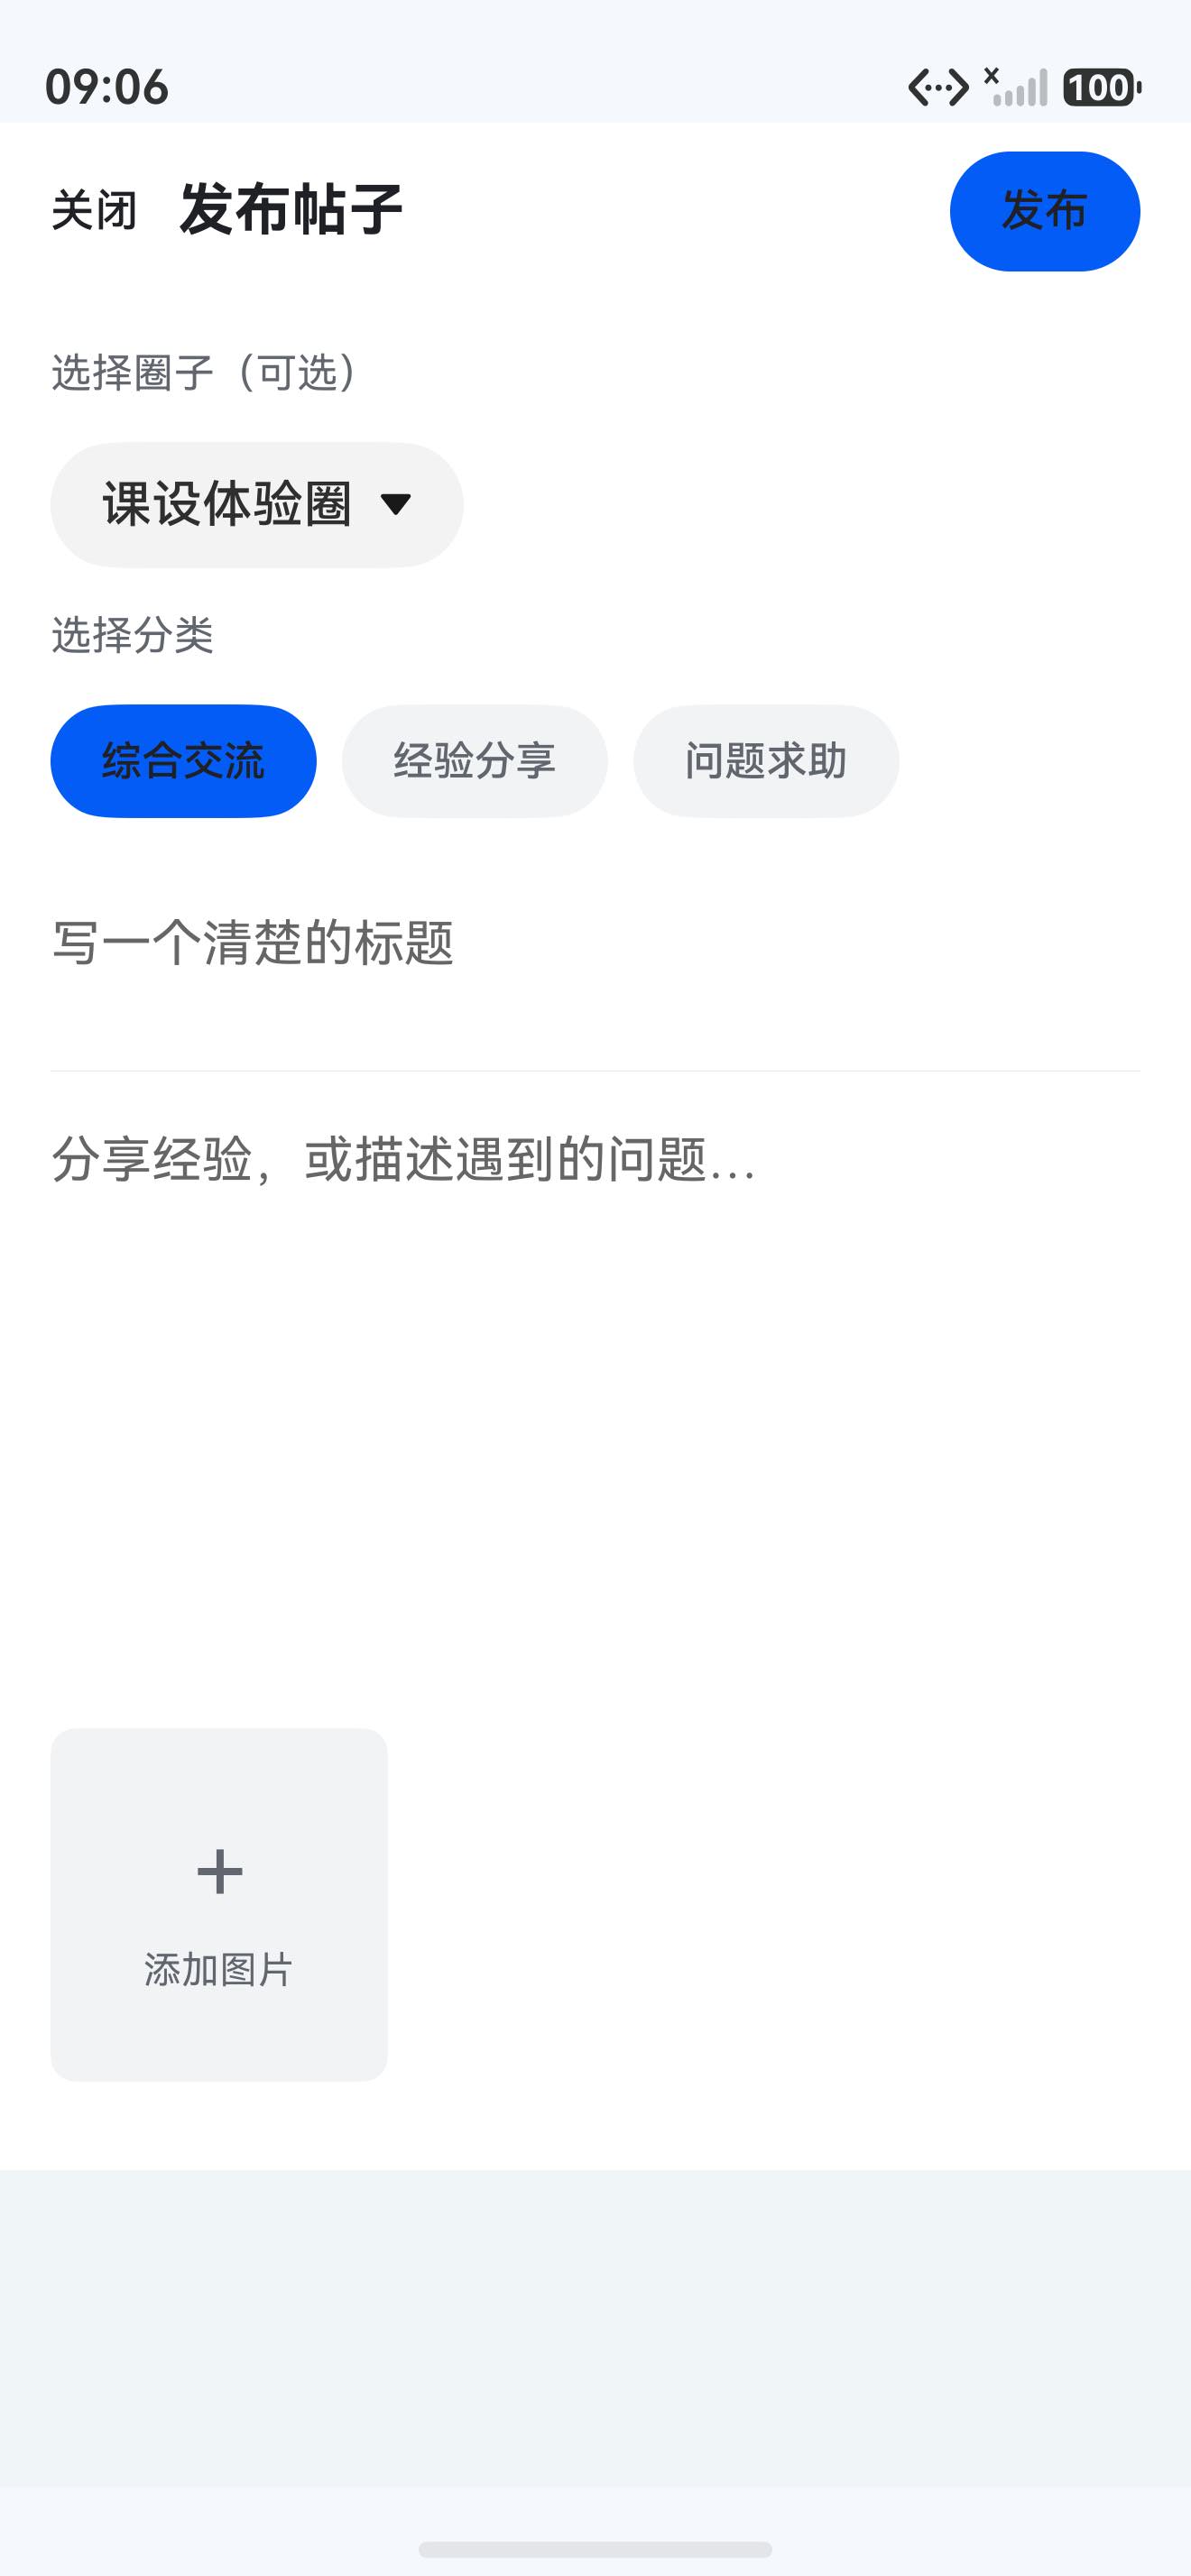 09:06
100
关闭 发布帖子 发布
选择圈子（可选）
课设体验圈
选择分类
综合交流 经验分享 问题求助
写一个清楚的标题
分享经验，或描述遇到的问题...
+
添加图片